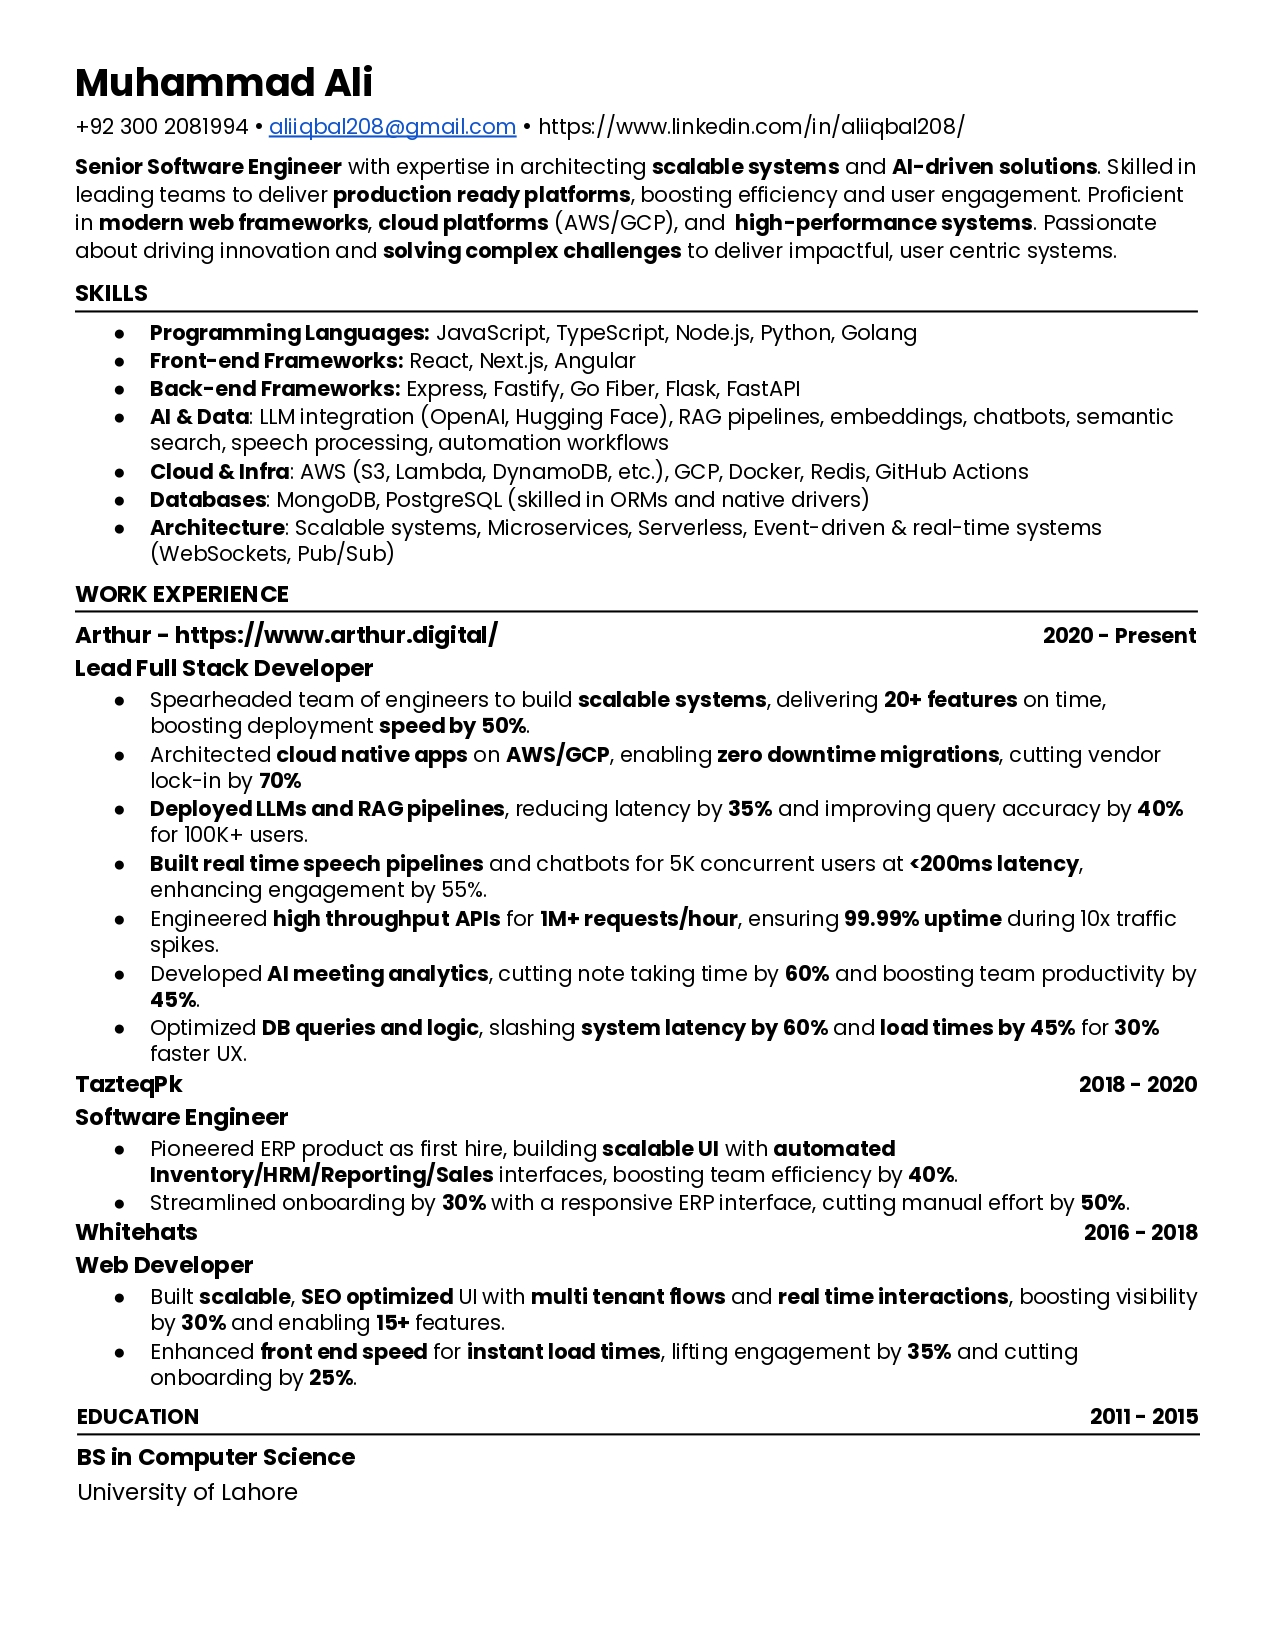 Muhammad Ali
+92 300 2081994 • aliiqbal208@gmail.com • https://www.linkedin.com/in/aliiqbal208/
Senior Software Engineer with expertise in architecting scalable systems and AI-driven solutions. Skilled in
leading teams to deliver production ready platforms, boosting efficiency and user engagement. Proficient
in modern web frameworks, cloud platforms (AWS/GCP), and high-performance systems. Passionate
about driving innovation and solving complex challenges to deliver impactful, user centric systems.
SKILLS
● Programming Languages: JavaScript, TypeScript, Node.js, Python, Golang
● Front-end Frameworks: React, Next.js, Angular
● Back-end Frameworks: Express, Fastify, Go Fiber, Flask, FastAPI
● AI & Data: LLM integration (OpenAI, Hugging Face), RAG pipelines, embeddings, chatbots, semantic
search, speech processing, automation workflows
● Cloud & Infra: AWS (S3, Lambda, DynamoDB, etc.), GCP, Docker, Redis, GitHub Actions
● Databases: MongoDB, PostgreSQL (skilled in ORMs and native drivers)
● Architecture: Scalable systems, Microservices, Serverless, Event-driven & real-time systems
(WebSockets, Pub/Sub)
WORK EXPERIENCE
Arthur - https://www.arthur.digital/ 2020 - Present
Lead Full Stack Developer
● Spearheaded team of engineers to build scalable systems, delivering 20+ features on time,
boosting deployment speed by 50%.
● Architected cloud native apps on AWS/GCP, enabling zero downtime migrations, cutting vendor
lock-in by 70%
● Deployed LLMs and RAG pipelines, reducing latency by 35% and improving query accuracy by 40%
for 100K+ users.
● Built real time speech pipelines and chatbots for 5K concurrent users at <200ms latency,
enhancing engagement by 55%.
● Engineered high throughput APIs for 1M+ requests/hour, ensuring 99.99% uptime during 10x traffic
spikes.
● Developed AI meeting analytics, cutting note taking time by 60% and boosting team productivity by
45%.
● Optimized DB queries and logic, slashing system latency by 60% and load times by 45% for 30%
faster UX.
TazteqPk 2018 - 2020
Software Engineer
● Pioneered ERP product as first hire, building scalable UI with automated
Inventory/HRM/Reporting/Sales interfaces, boosting team efficiency by 40%.
● Streamlined onboarding by 30% with a responsive ERP interface, cutting manual effort by 50%.
Whitehats 2016 - 2018
Web Developer
● Built scalable, SEO optimized UI with multi tenant flows and real time interactions, boosting visibility
by 30% and enabling 15+ features.
● Enhanced front end speed for instant load times, lifting engagement by 35% and cutting
onboarding by 25%.
EDUCATION 2011 - 2015
BS in Computer Science
University of Lahore